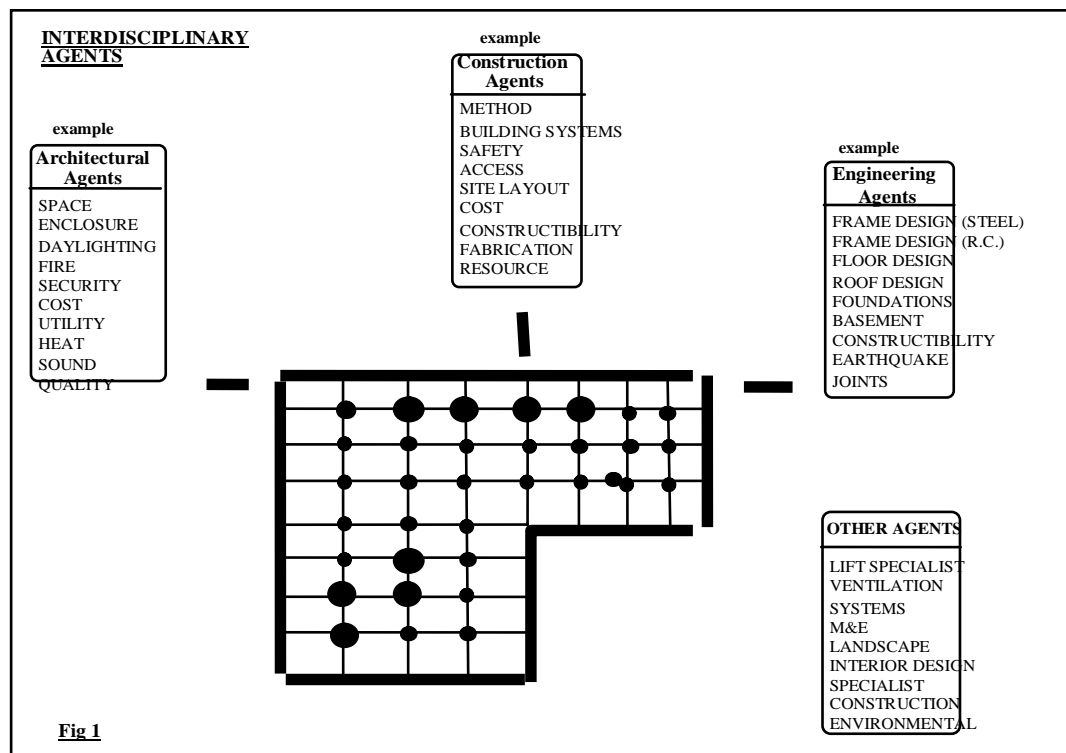 INTERDISCIPLINARY
AGENTS
example
Construction
Agents
METHOD
BUILDING SYSTEMS
SAFETY
ACCESS
SITE LAYOUT
COST
CONSTRUCTIBILITY
FABRICATION
RESOURCE
example
Architectural
Agents
SPACE
ENCLOSURE
DAYLIGHTING
FIRE
SECURITY
COST
UTILITY
HEAT
SOUND
QUALITY
example
Engineering
Agents
FRAME DESIGN (STEEL)
FRAME DESIGN (R.C.)
FLOOR DESIGN
ROOF DESIGN
FOUNDATIONS
BASEMENT
CONSTRUCTIBILITY
EARTHQUAKE
JOINTS
OTHER AGENTS
LIFT SPECIALIST
VENTILATION
SYSTEMS
M&E
LANDSCAPE
INTERIOR DESIGN
SPECIALIST
CONSTRUCTION
ENVIRONMENTAL
Fig 1